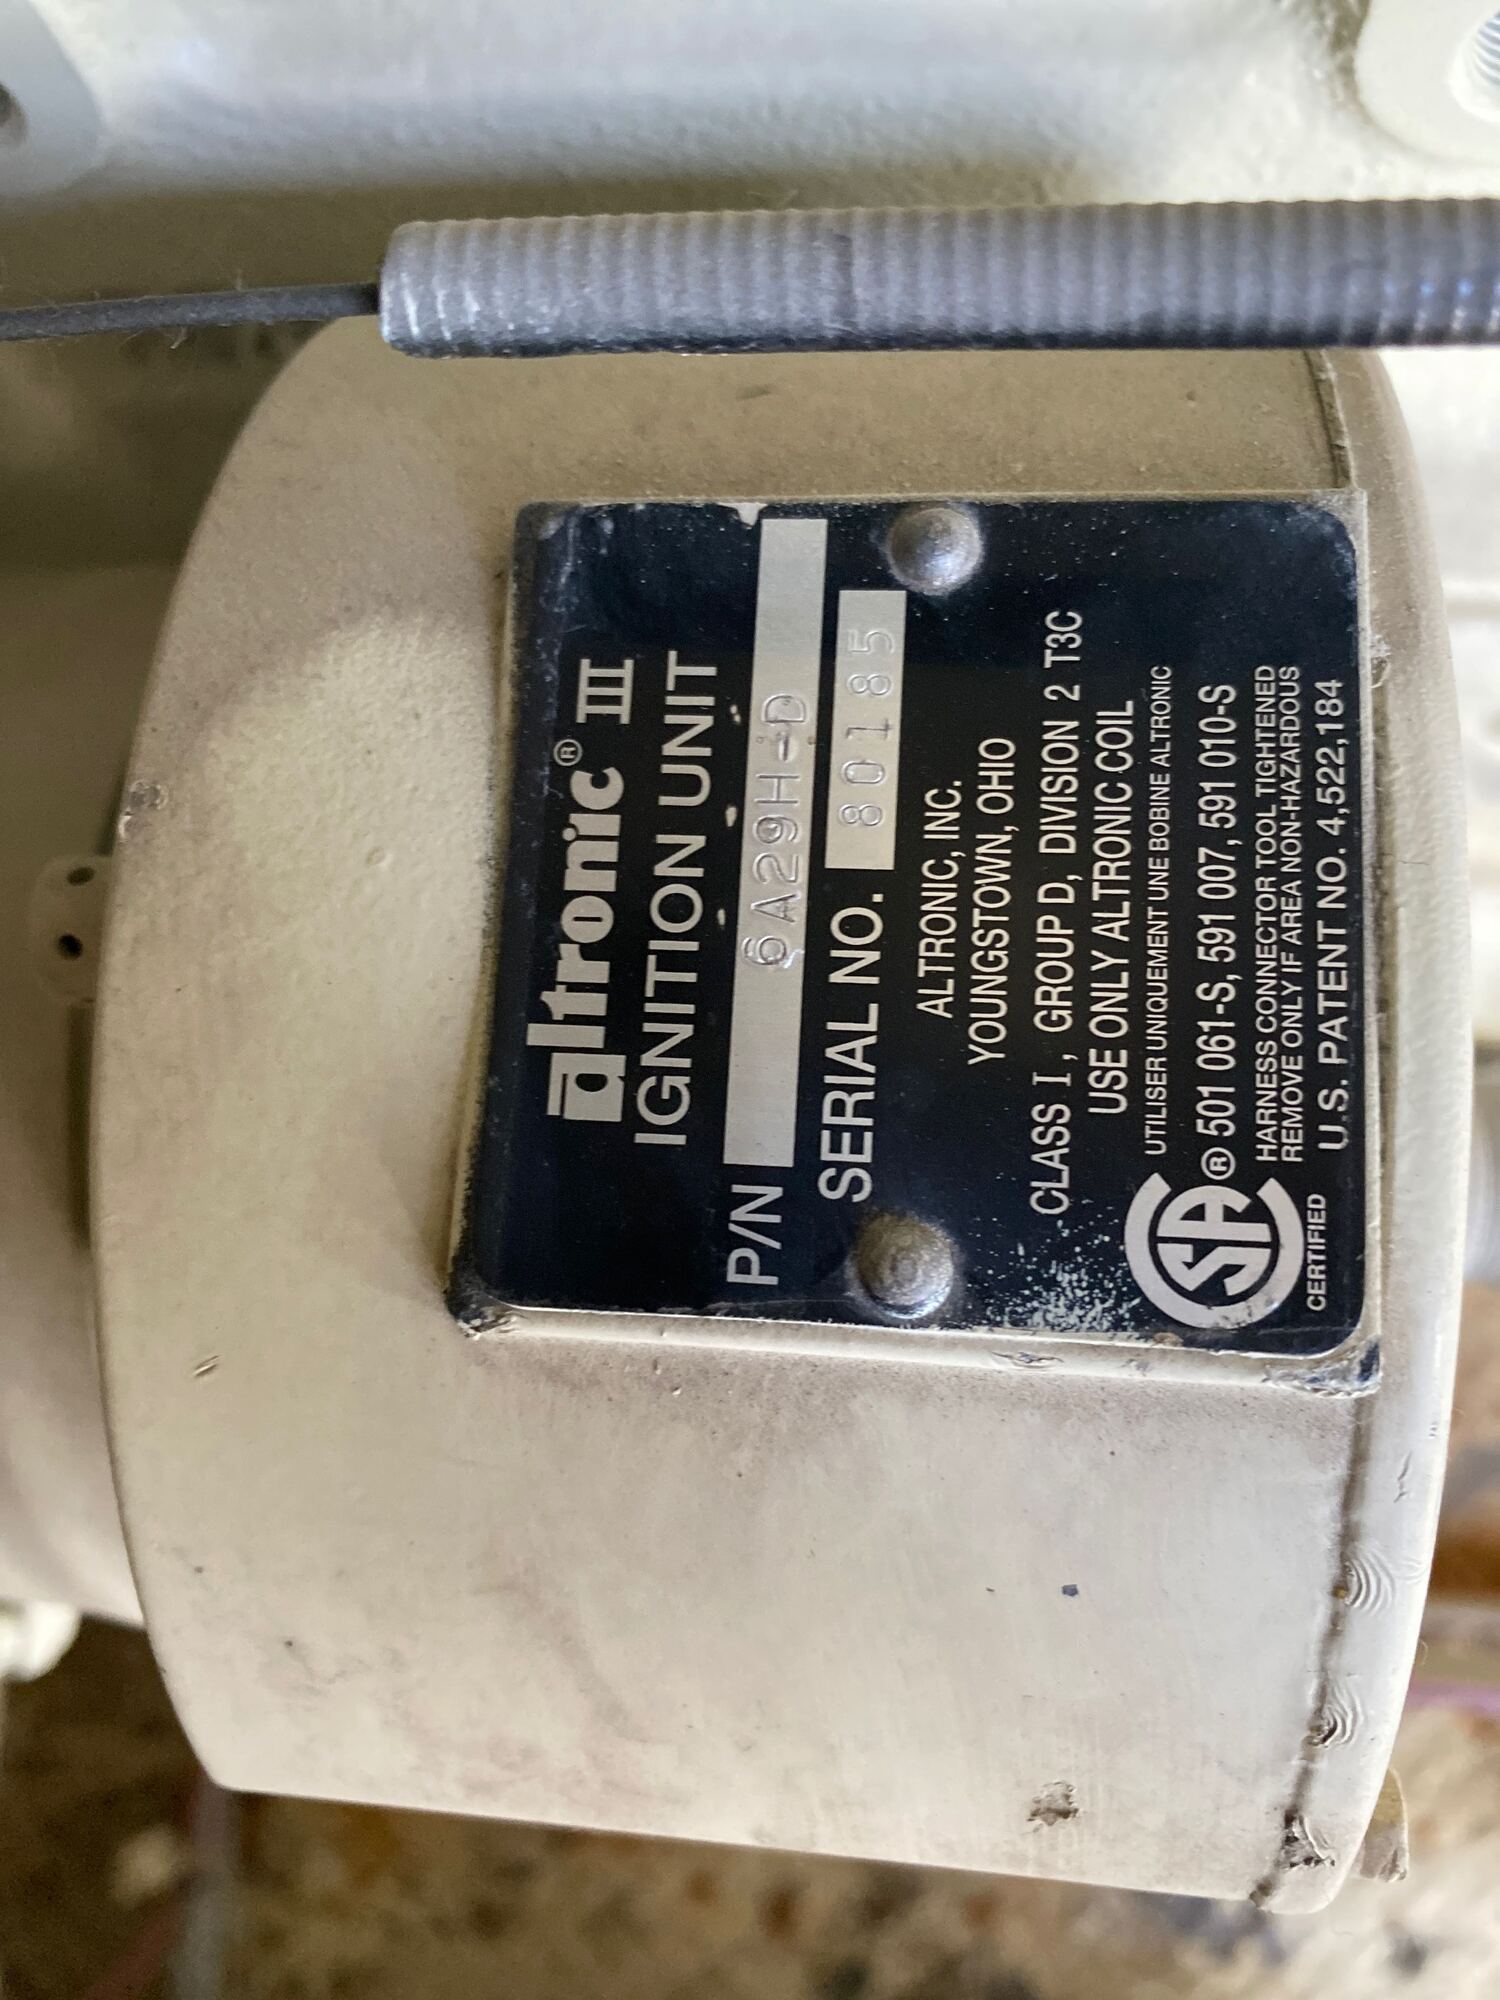 altronic® III
IGNITION UNIT
P/N 6A29H-D
SERIAL NO. 80185
ALTRONIC, INC.
YOUNGSTOWN, OHIO
CLASS I, GROUP D, DIVISION 2 T3C
USE ONLY ALTRONIC COIL
UTILISER UNIQUEMENT UNE BOBINE ALTRONIC
SA® 501 061-S, 591 007, 591 010-S
HARNESS CONNECTOR TOOL TIGHTENED
REMOVE ONLY IF AREA NON-HAZARDOUS
CERTIFIED U.S. PATENT NO. 4,522,184